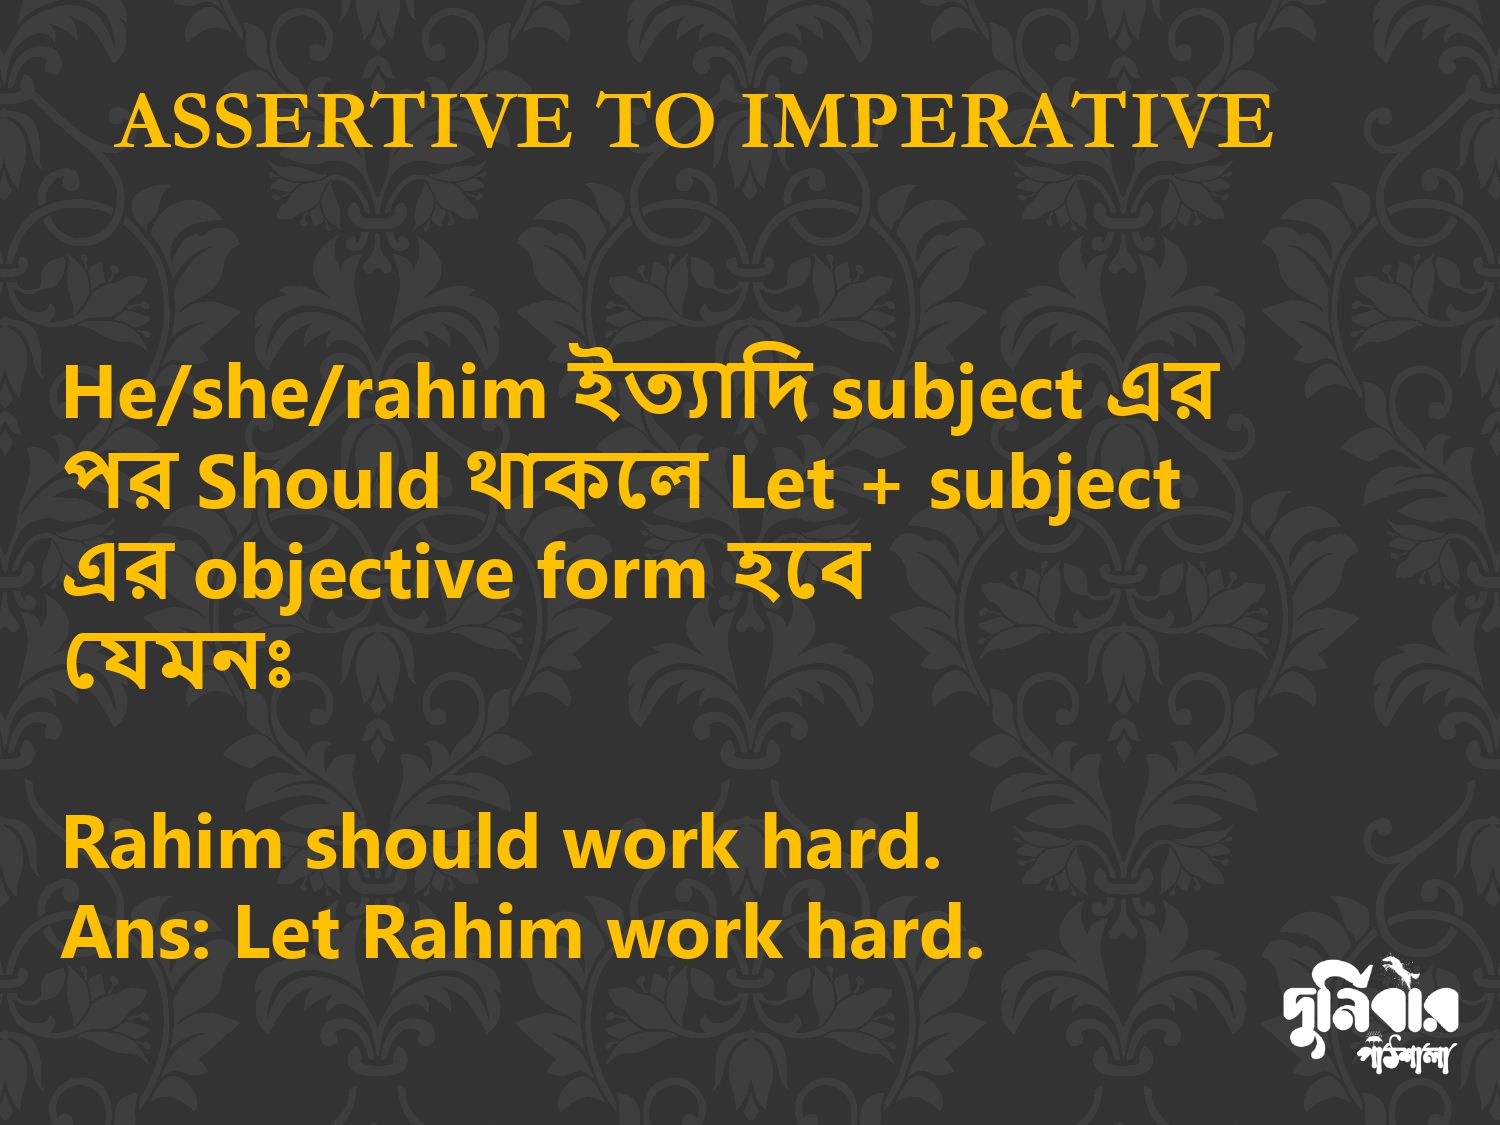 ASSERTIVE TO IMPERATIVE
He/she/rahim ইত্যাদি subject এর
পর Should থাকলে Let + subject
এর objective form হবে
যেমনঃ
Rahim should work hard.
Ans: Let Rahim work hard.
দুর্নিবার
পাঠশালা